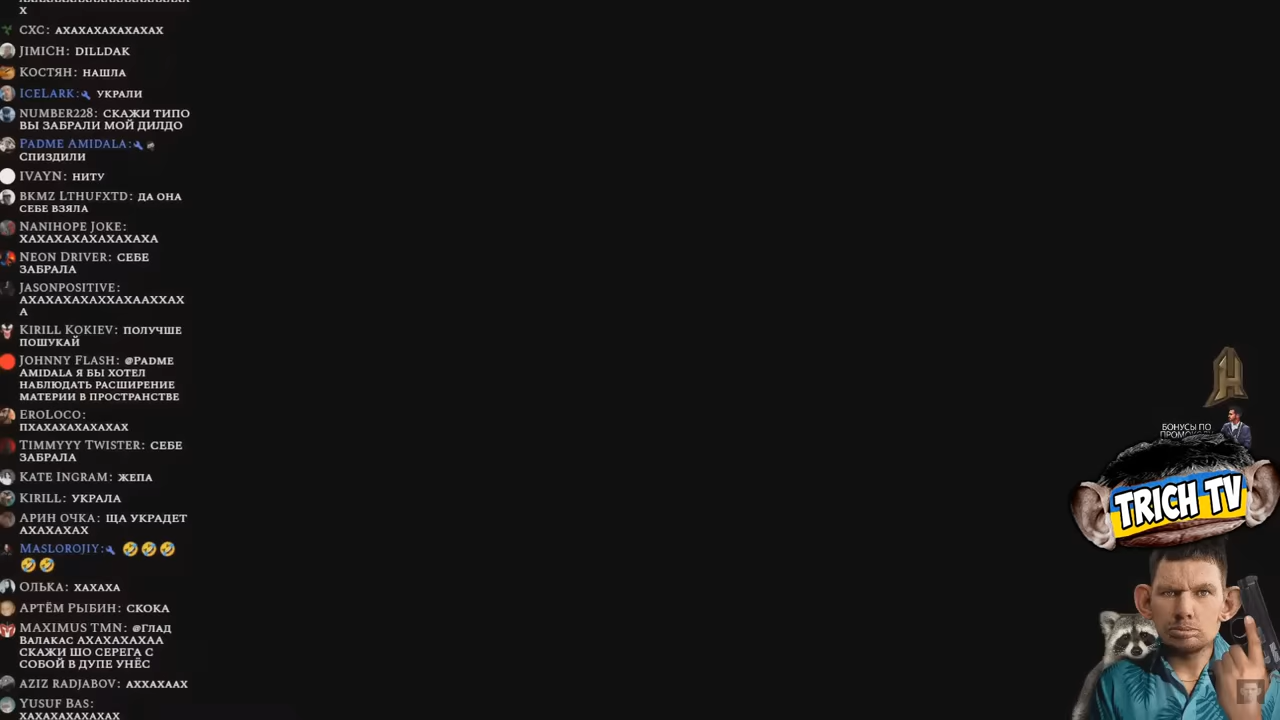 Х
СХС: АХАХАХАХАХАХАХ
JIMICH: DILLDAK
КОСТЯН: НАШЛА
ICELARK: УКРАЛИ
NUMBER228: СКАЖИ ТИПО
ВЫ ЗАБРАЛИ МОЙ ДИЛДО
PADME AMIDALA:
СПИЗДИЛИ
IVAYN: НИТУ
BKMZ LTHUFXTD: ДА ОНА
СЕБЕ ВЗЯЛА
NANIHOPE JOKE:
ХАХАХАХАХАХАХАХА
NEON DRIVER: СЕБЕ
ЗАБРАЛА
JASONPOSITIVE:
АХАХАХАХАХХАХААХХАХ
А
KIRILL KOKIEV: ПОЛУЧШЕ
ПОШУКАЙ
JOHNNY FLASH: @PADME
AMIDALA Я БЫ ХОТЕЛ
НАБЛЮДАТЬ РАСШИРЕНИЕ
МАТЕРИИ В ПРОСТРАНСТВЕ
EROLOCO:
ПХАХАХАХАХАХАХ
TIMMYYY TWISTER: СЕБЕ
ЗАБРАЛА
KATE INGRAM: ЖЕПА
KIRILL: УКРАЛА
АРИН ОЧКА: ЩА УКРАДЕТ
АХАХАХАХ
MASLOROJIY: 🤣🤣🤣
🤣🤣
ОЛЬКА: ХАХАХА
АРТЁМ РЫБИН: СКОКА
MAXIMUS TMN: @ГЛАД
ВАЛАКАС АХАХАХАХАА
СКАЖИ ШО СЕРЕГА С
СОБОЙ В ДУПЕ УНЁС
AZIZ RADJABOV: АХХАХААХ
YUSUF BAS:
ХАХАХАХАХАХАХ
БОНУСЫ ПО
TRICH TV